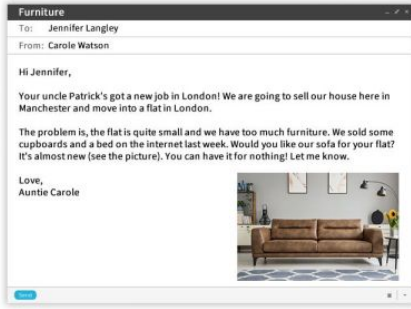 Furniture
To: Jennifer Langley
From: Carole Watson
Hi Jennifer,
Your uncle Patrick's got a new job in London! We are going to sell our house here in
Manchester and move into a flat in London.
The problem is, the flat is quite small and we have too much furniture. We sold some
cupboards and a bed on the internet last week. Would you like our sofa for your flat?
It's almost new (see the picture). You can have it for nothing! Let me know.
Love,
Auntie Carole
Send